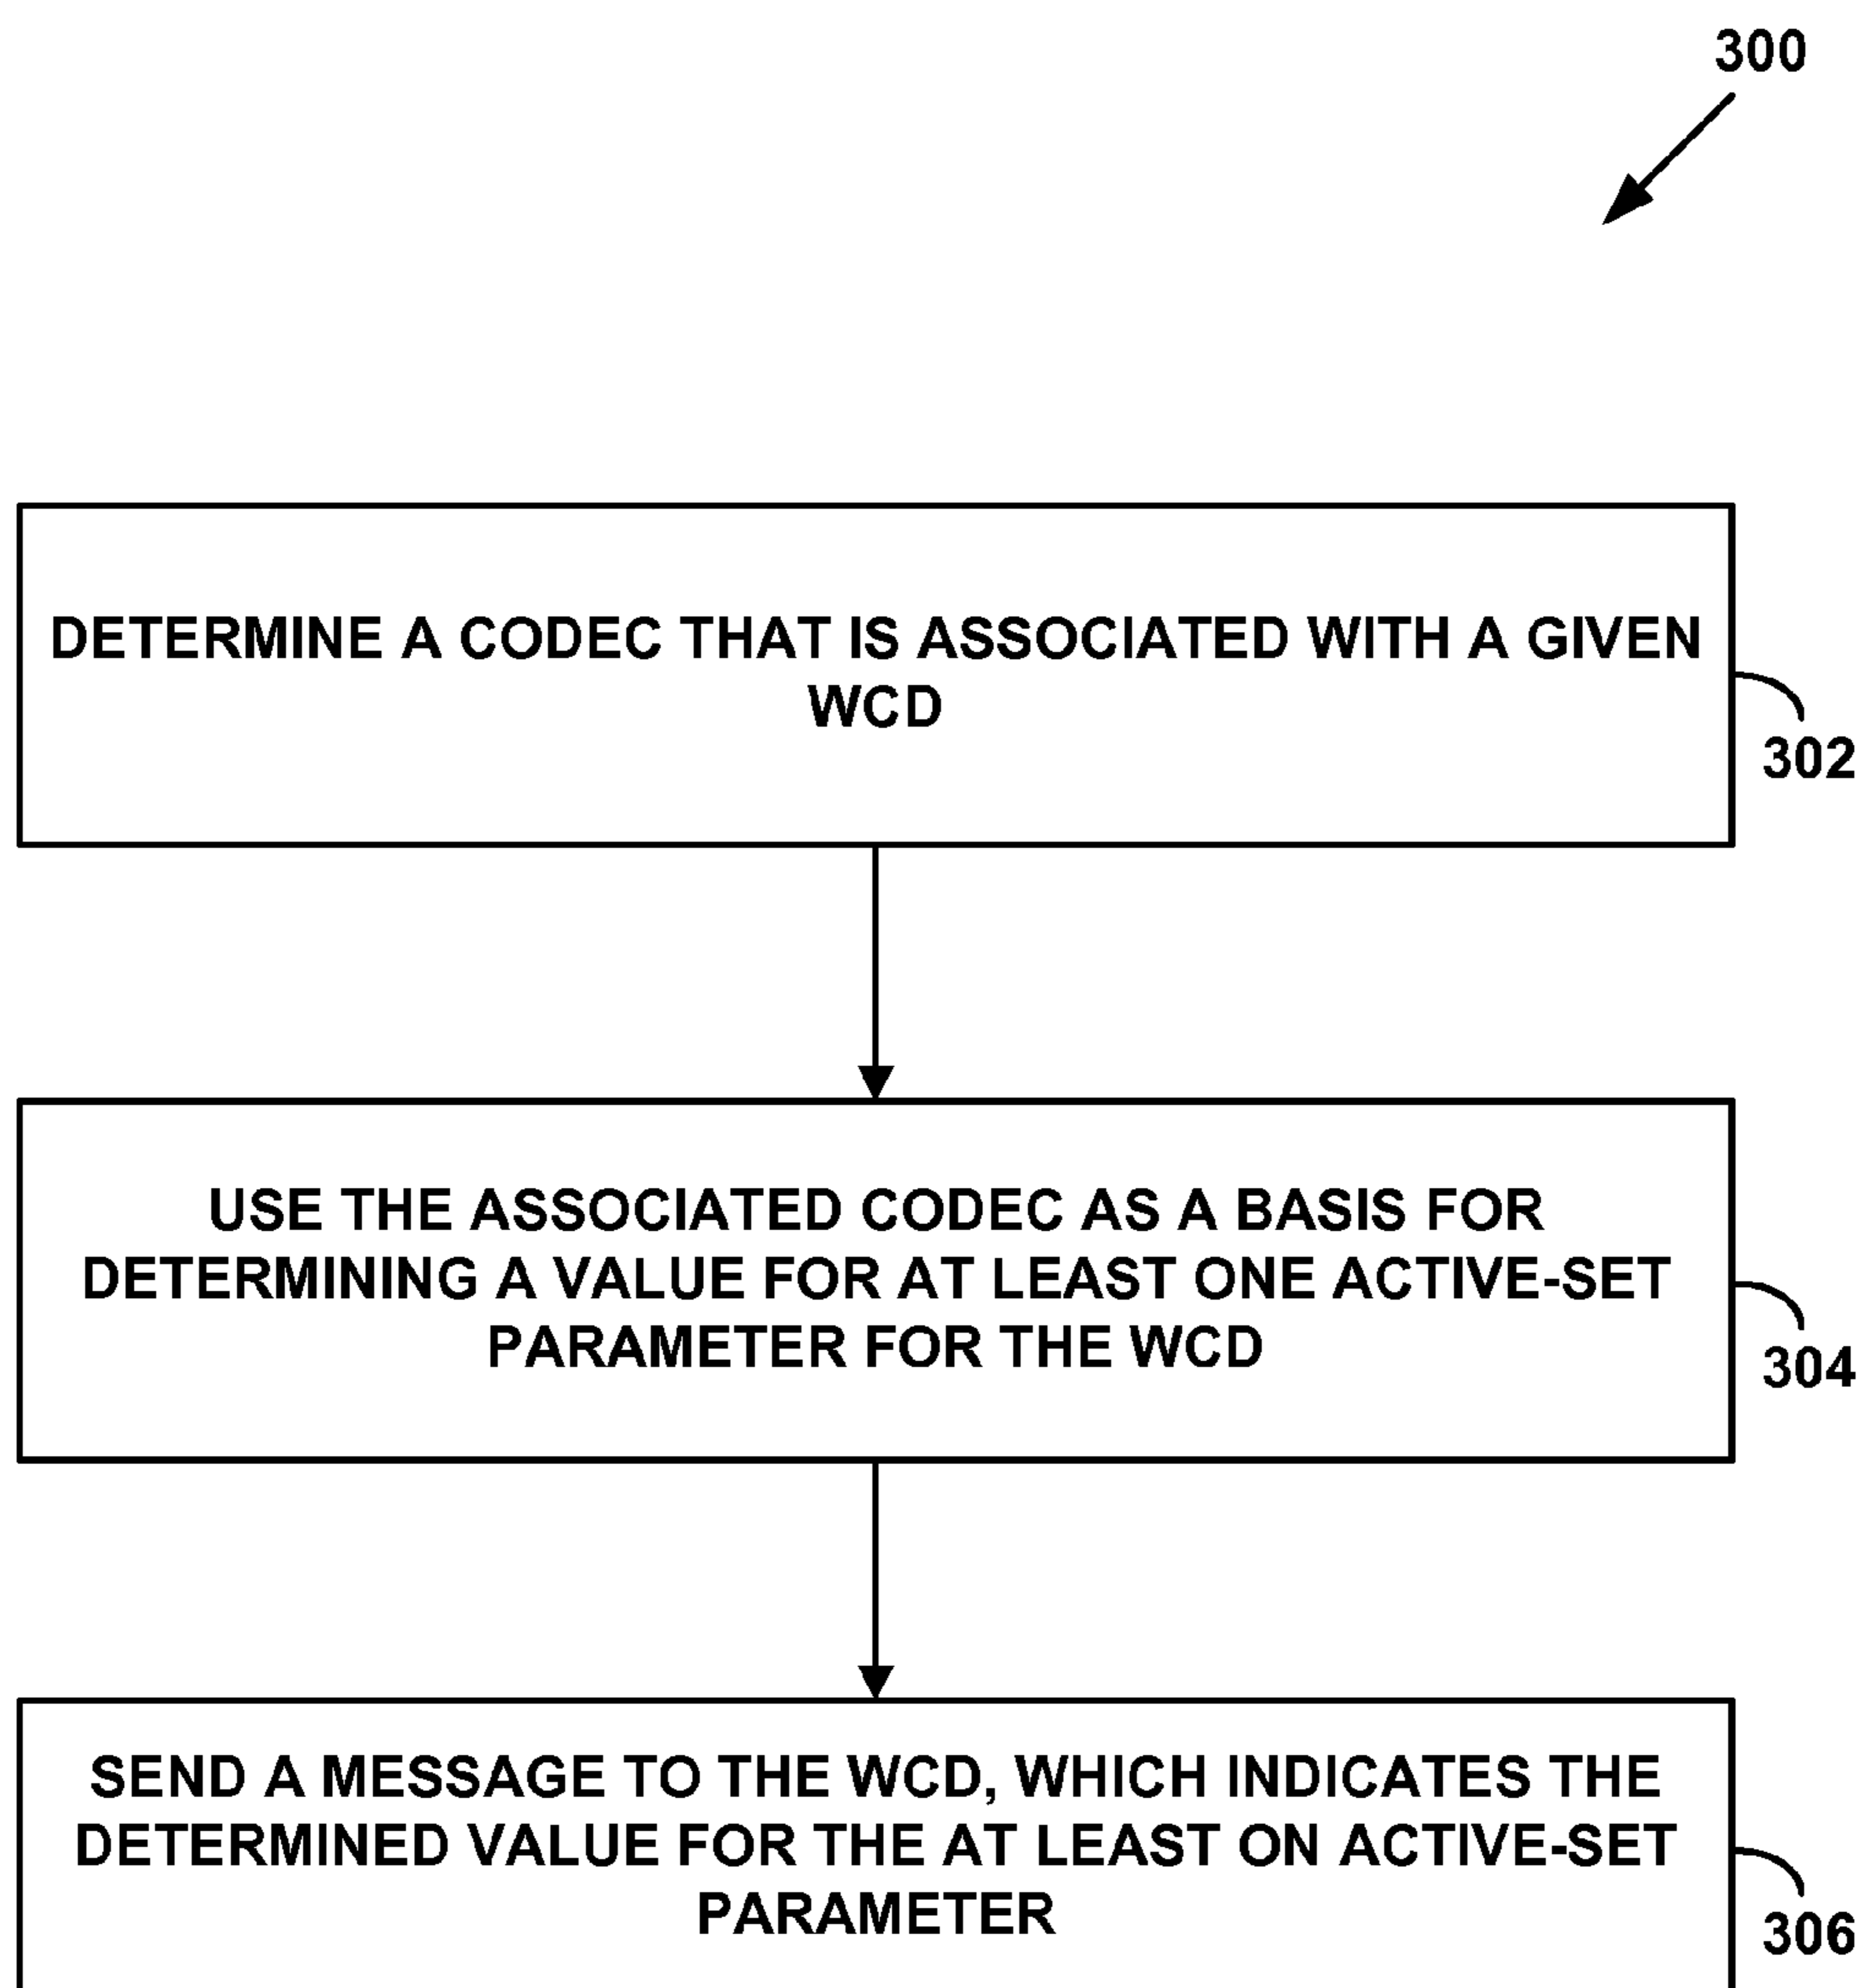 300
DETERMINE A CODEC THAT IS ASSOCIATED WITH A GIVEN
WCD
302
USE THE ASSOCIATED CODEC AS A BASIS FOR
DETERMINING A VALUE FOR AT LEAST ONE ACTIVE-SET
PARAMETER FOR THE WCD
304
SEND A MESSAGE TO THE WCD, WHICH INDICATES THE
DETERMINED VALUE FOR THE AT LEAST ON ACTIVE-SET
PARAMETER
306